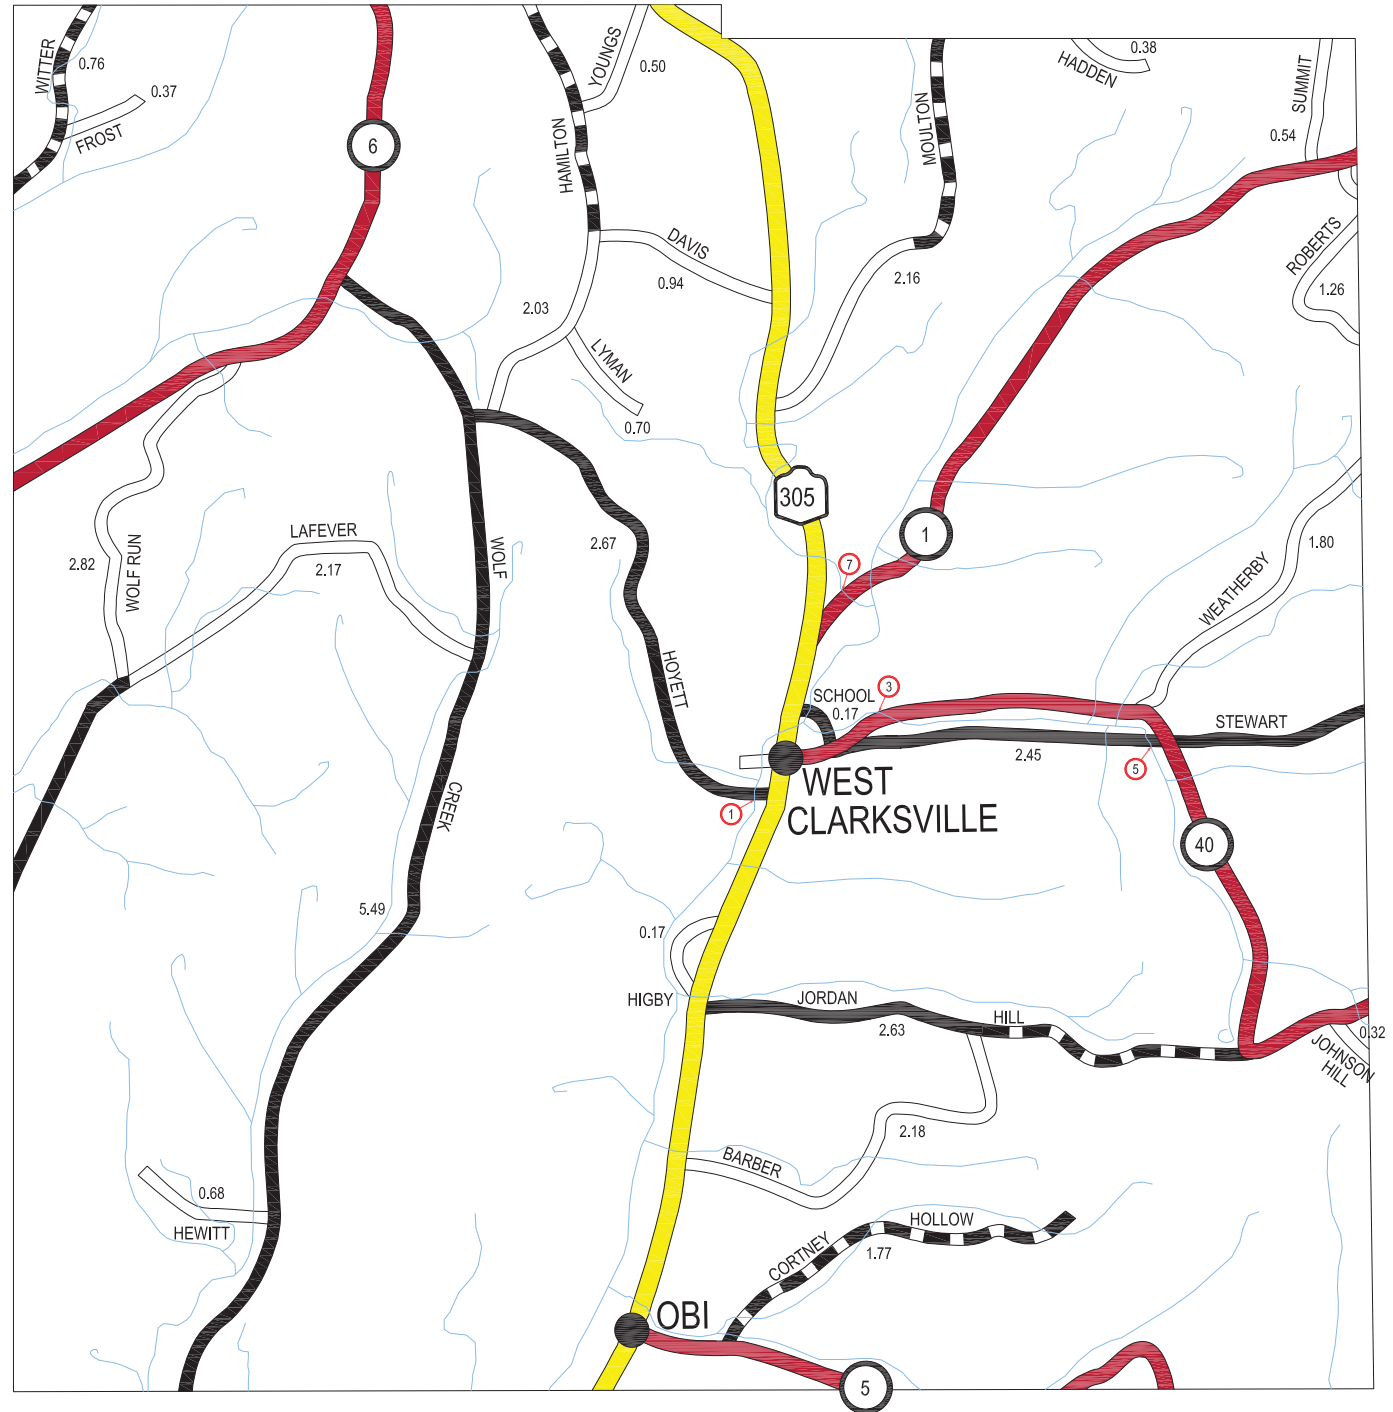 WITTER
0.76
0.37
FROST
6
HAMILTON
YOUNGS
0.50
MOULTON
0.38
HADDEN
SUMMIT
0.54
DAVIS
0.94
2.16
ROBERTS
1.26
2.03
LYMAN
0.70
305
1
LAFEVER
2.17
2.82
WOLF RUN
2.67
WOLF
7
1.80
WEATHERBY
HOYETT
SCHOOL
0.17
3
STEWART
2.45
5
WEST
CLARKSVILLE
1
CREEK
40
5.49
0.17
HIGBY
JORDAN
2.63
HILL
0.32
JOHNSON
HILL
2.18
BARBER
0.68
HEWITT
HOLLOW
CORTNEY
1.77
OBI
5